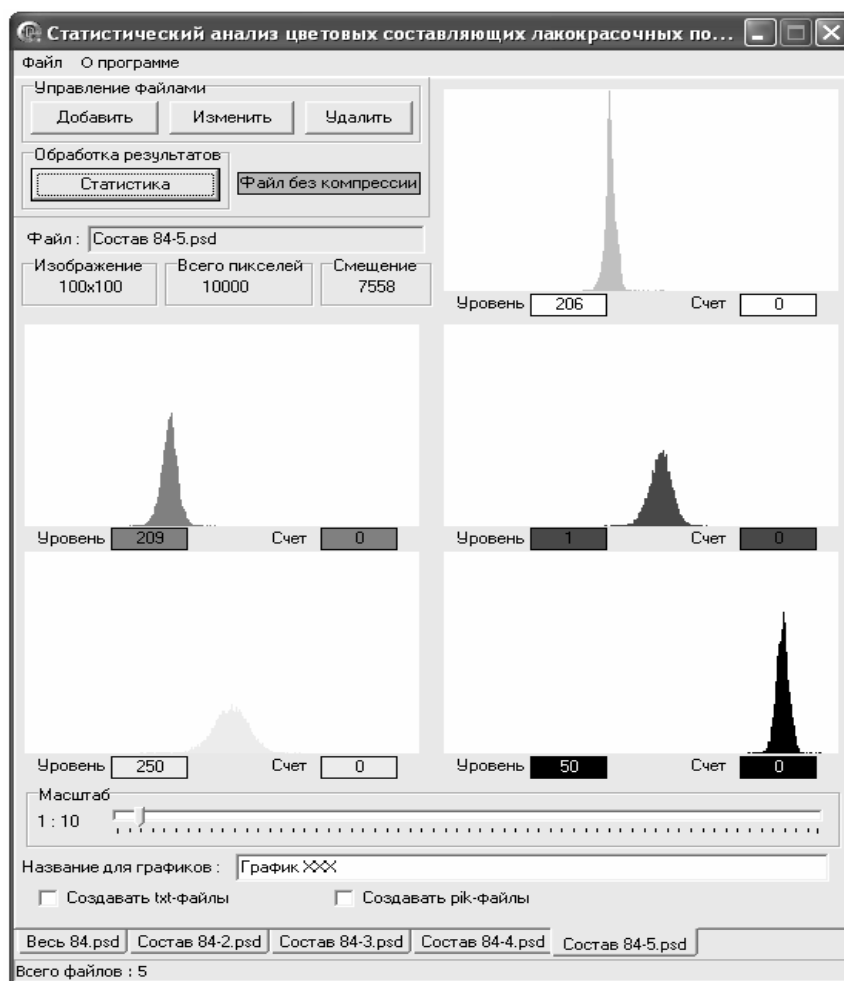 Статистический анализ цветовых составляющих лакокрасочных по...
Файл О программе
Управление файлами
Добавить Изменить Удалить
Обработка результатов
Статистика Файл без компрессии
Файл : Состав 84-5.psd
Изображение Всего пикселей Смещение
100x100 10000 7558
Уровень 206 Счет 0
Уровень 209 Счет 0 Уровень 1 Счет 0
Уровень 250 Счет 0 Уровень 50 Счет 0
Масштаб
1 : 10
Название для графиков : График XXX
Создавать txt-файлы Создавать pik-файлы
Весь 84.psd Состав 84-2.psd Состав 84-3.psd Состав 84-4.psd Состав 84-5.psd
Всего файлов : 5